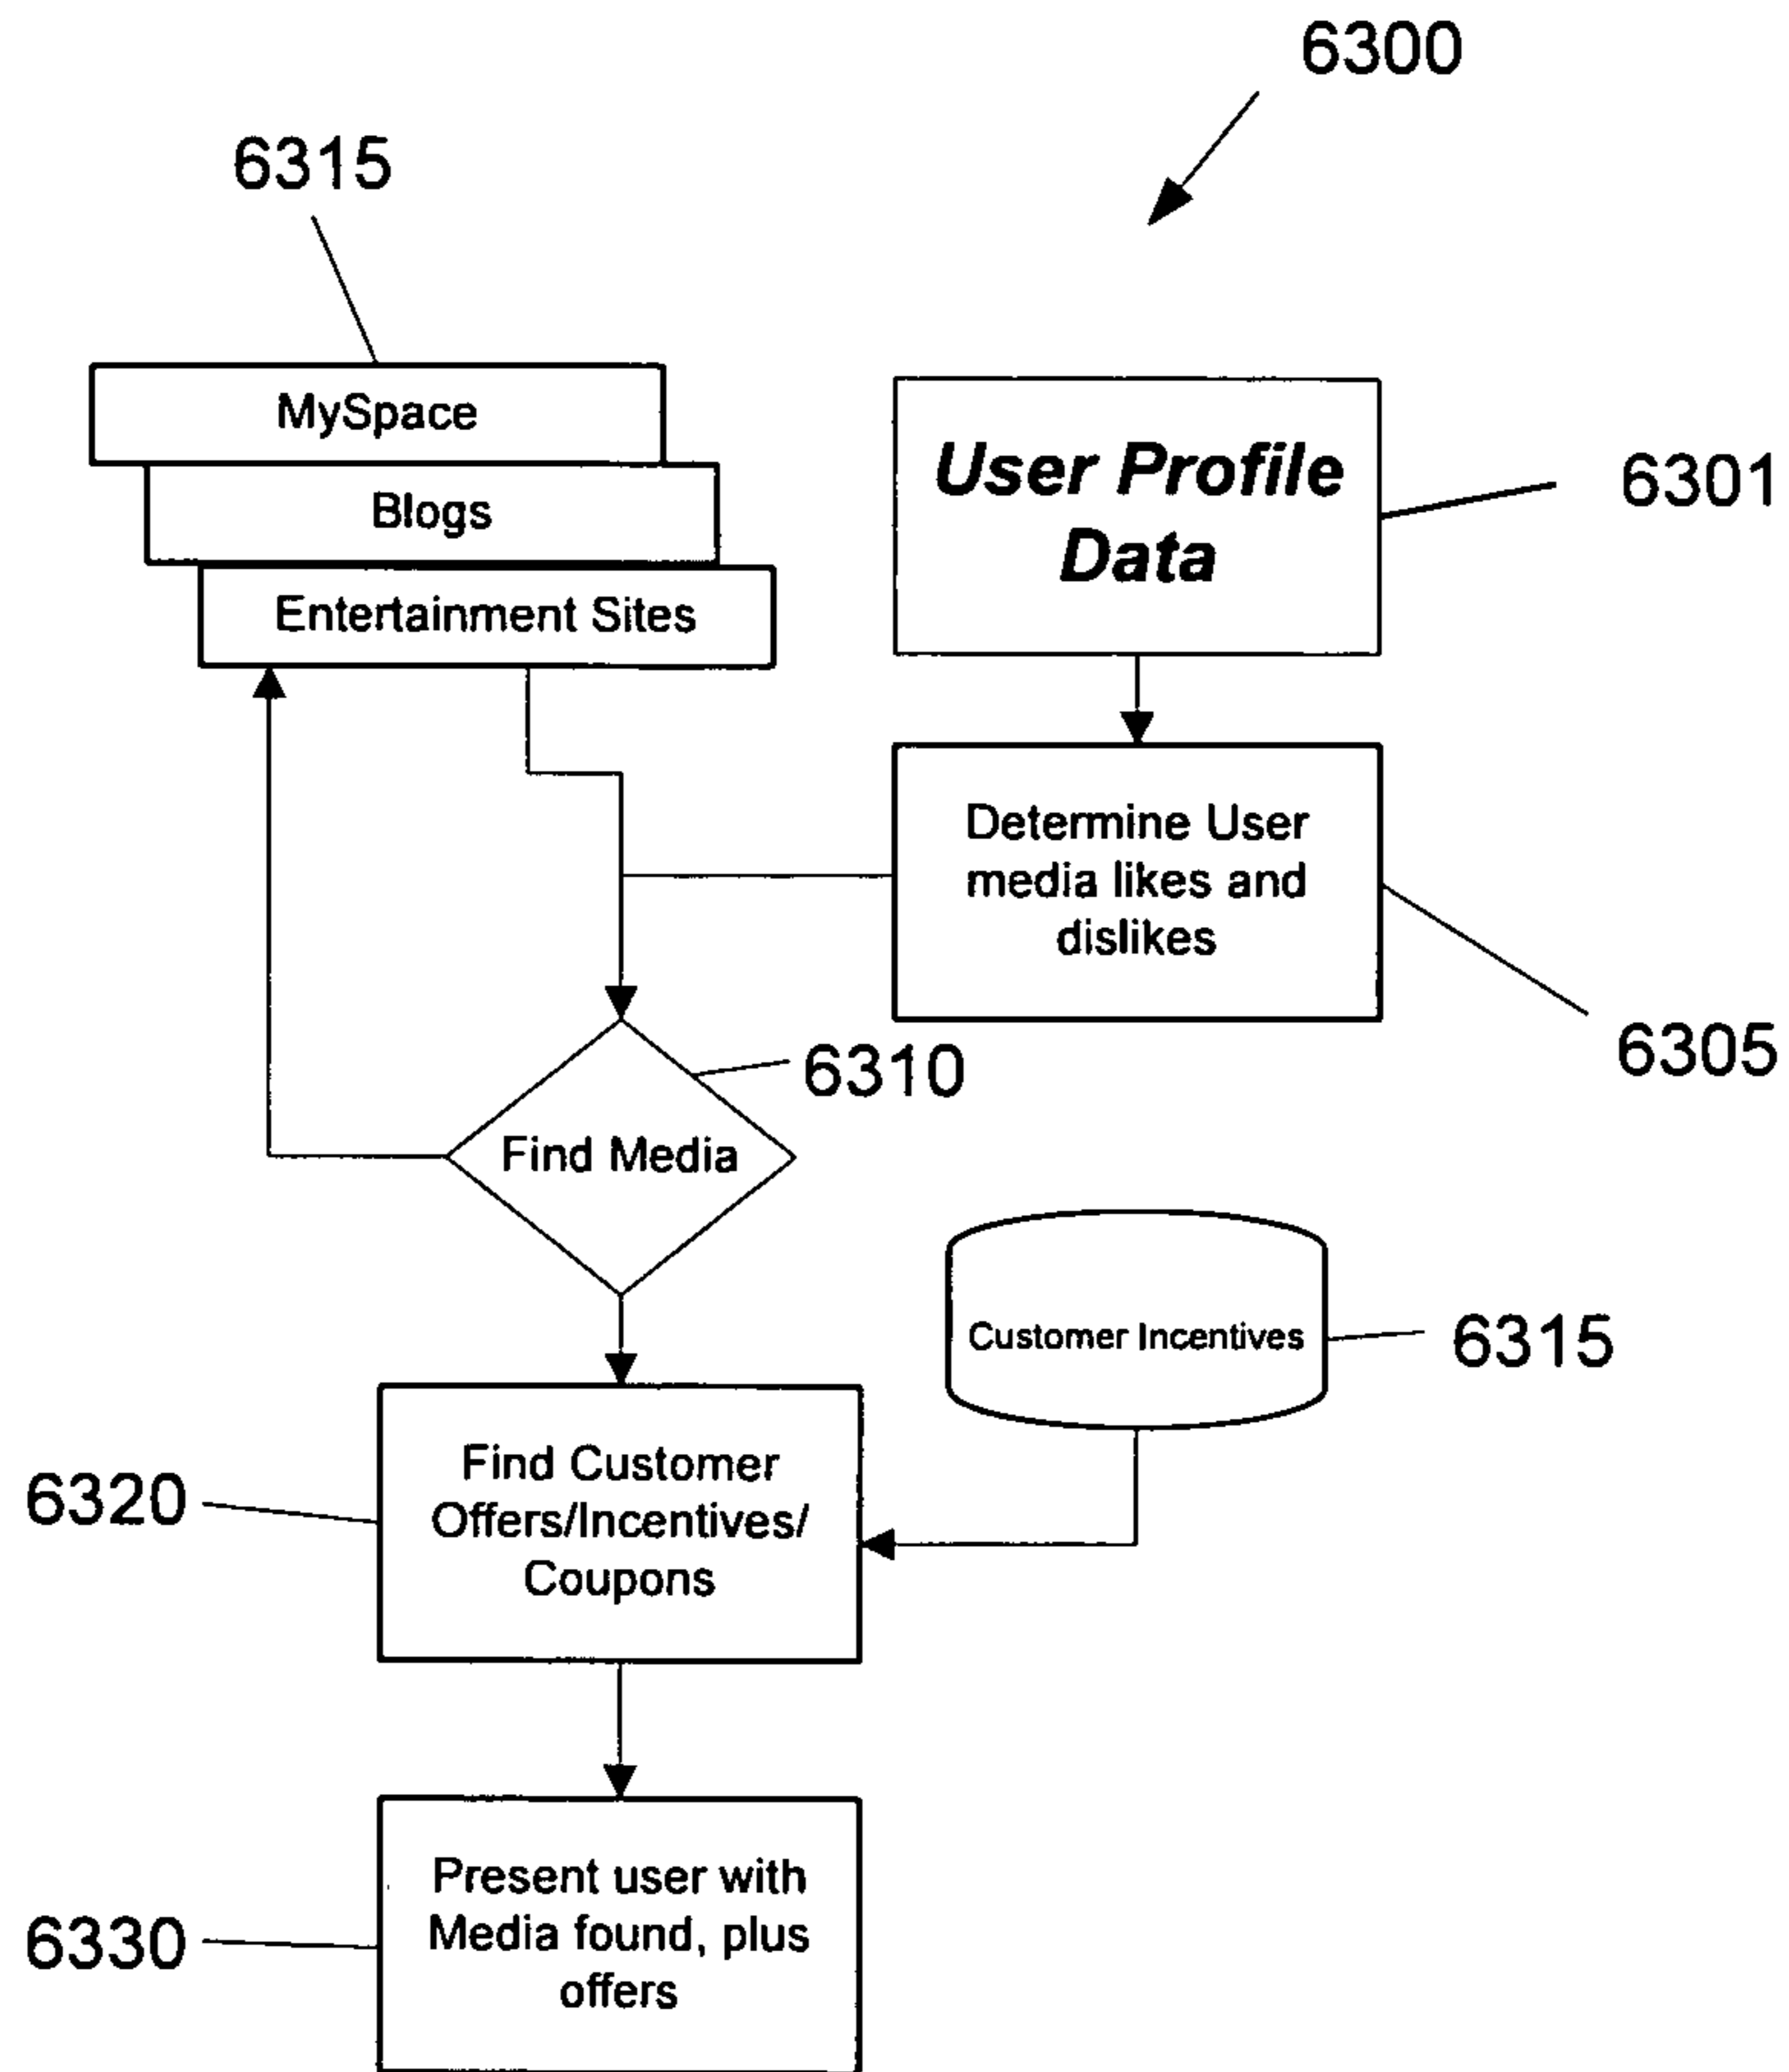 6300
6315
MySpace
Blogs
Entertainment Sites
User Profile
Data
6301
Determine User
media likes and
dislikes
6305
6310
Find Media
Customer Incentives
6315
6320
Find Customer
Offers/Incentives/
Coupons
6330
Present user with
Media found, plus
offers